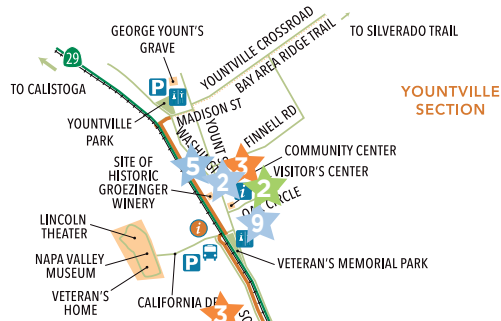 GEORGE YOUNT'S
GRAVE
YOUNTVILLE CROSSROAD
BAY AREA RIDGE TRAIL
TO SILVERADO TRAIL
29
TO CALISTOGA
P
YOUNTVILLE
SECTION
MADISON ST
YOUNTVILLE
PARK
FINNELL RD
COMMUNITY CENTER
VISITOR'S CENTER
SITE OF
HISTORIC
GROEZINGER
WINERY
5
3
2
i
2
9
CIRCLE
LINCOLN
THEATER
i
NAPA VALLEY
MUSEUM
P
VETERAN'S MEMORIAL PARK
VETERAN'S
HOME
CALIFORNIA DR
3